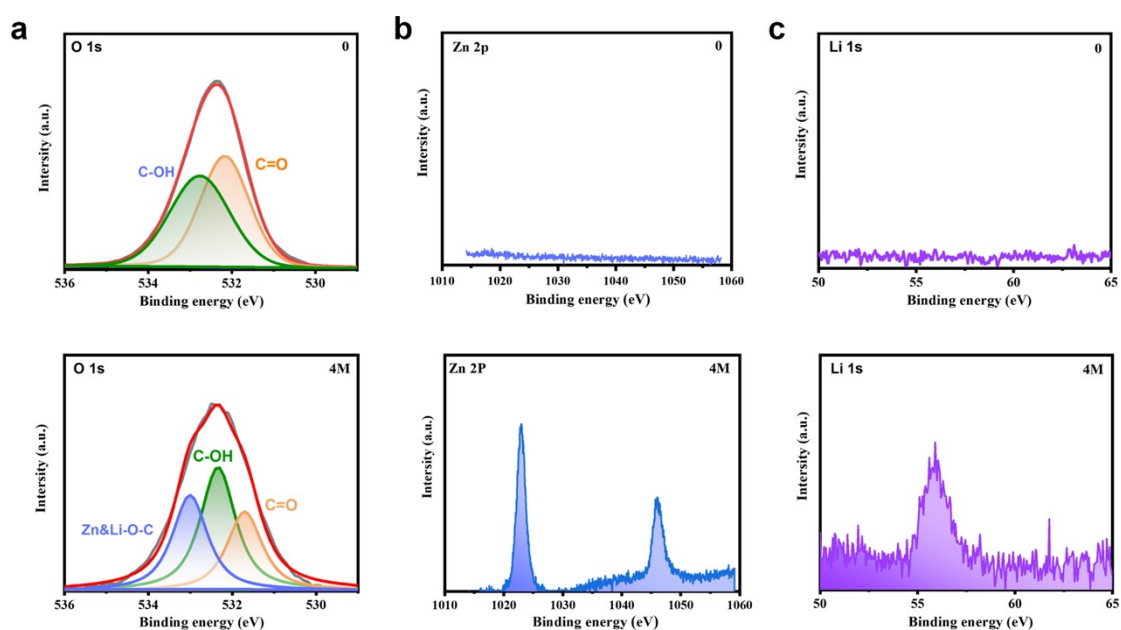 a
O 1s
0
C-OH
C=O
Intersity (a.u.)
536 534 532 530
Binding energy (eV)
b
Zn 2p
0
Intersity (a.u.)
1010 1020 1030 1040 1050 1060
Binding energy (eV)
c
Li 1s
0
Intersity (a.u.)
50 55 60 65
Binding energy (eV)
O 1s
4M
C-OH
C=O
Zn&Li-O-C
Intersity (a.u.)
536 534 532 530
Binding energy (eV)
Zn 2P
4M
Intersity (a.u.)
1010 1020 1030 1040 1050 1060
Binding energy (eV)
Li 1s
4M
Intersity (a.u.)
50 55 60 65
Binding energy (eV)